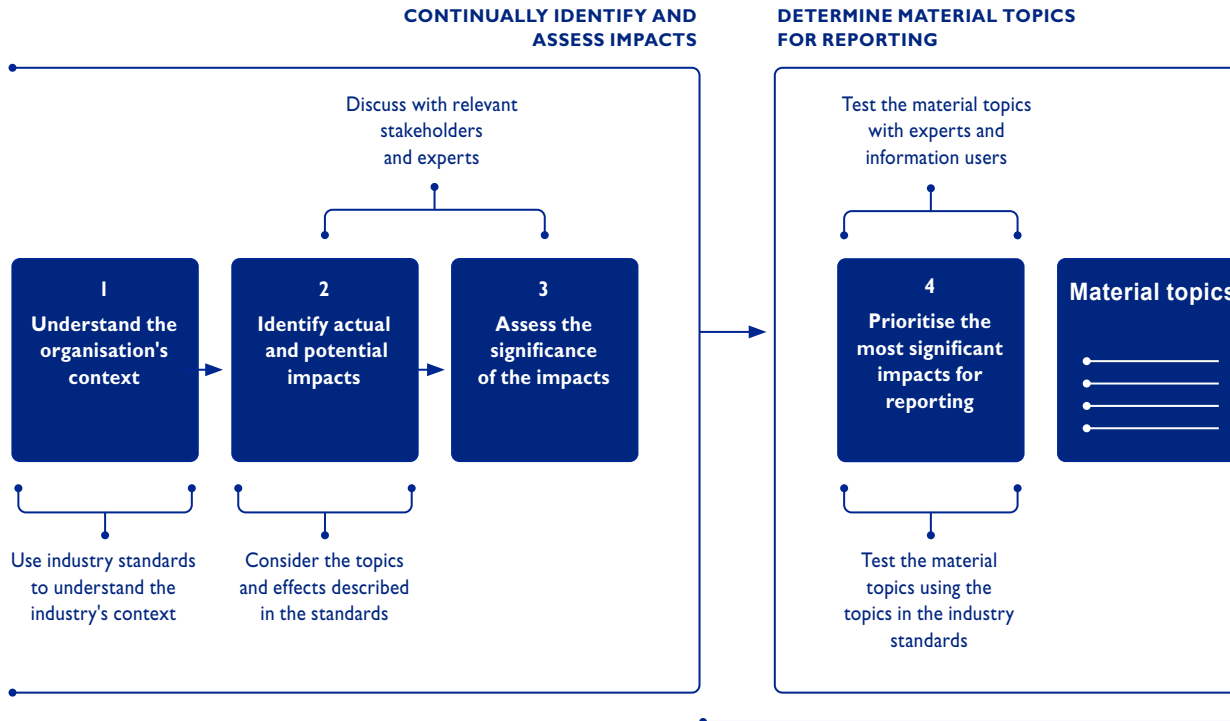 CONTINUALLY IDENTIFY AND
ASSESS IMPACTS
DETERMINE MATERIAL TOPICS
FOR REPORTING
Discuss with relevant
stakeholders
and experts
Test the material topics
with experts and
information users
1
Understand the
organisation's
context
2
Identify actual
and potential
impacts
3
Assess the
significance
of the impacts
4
Prioritise the
most significant
impacts for
reporting
Material topics
Use industry standards
to understand the
industry's context
Consider the topics
and effects described
in the standards
Test the material
topics using the
topics in the industry
standards